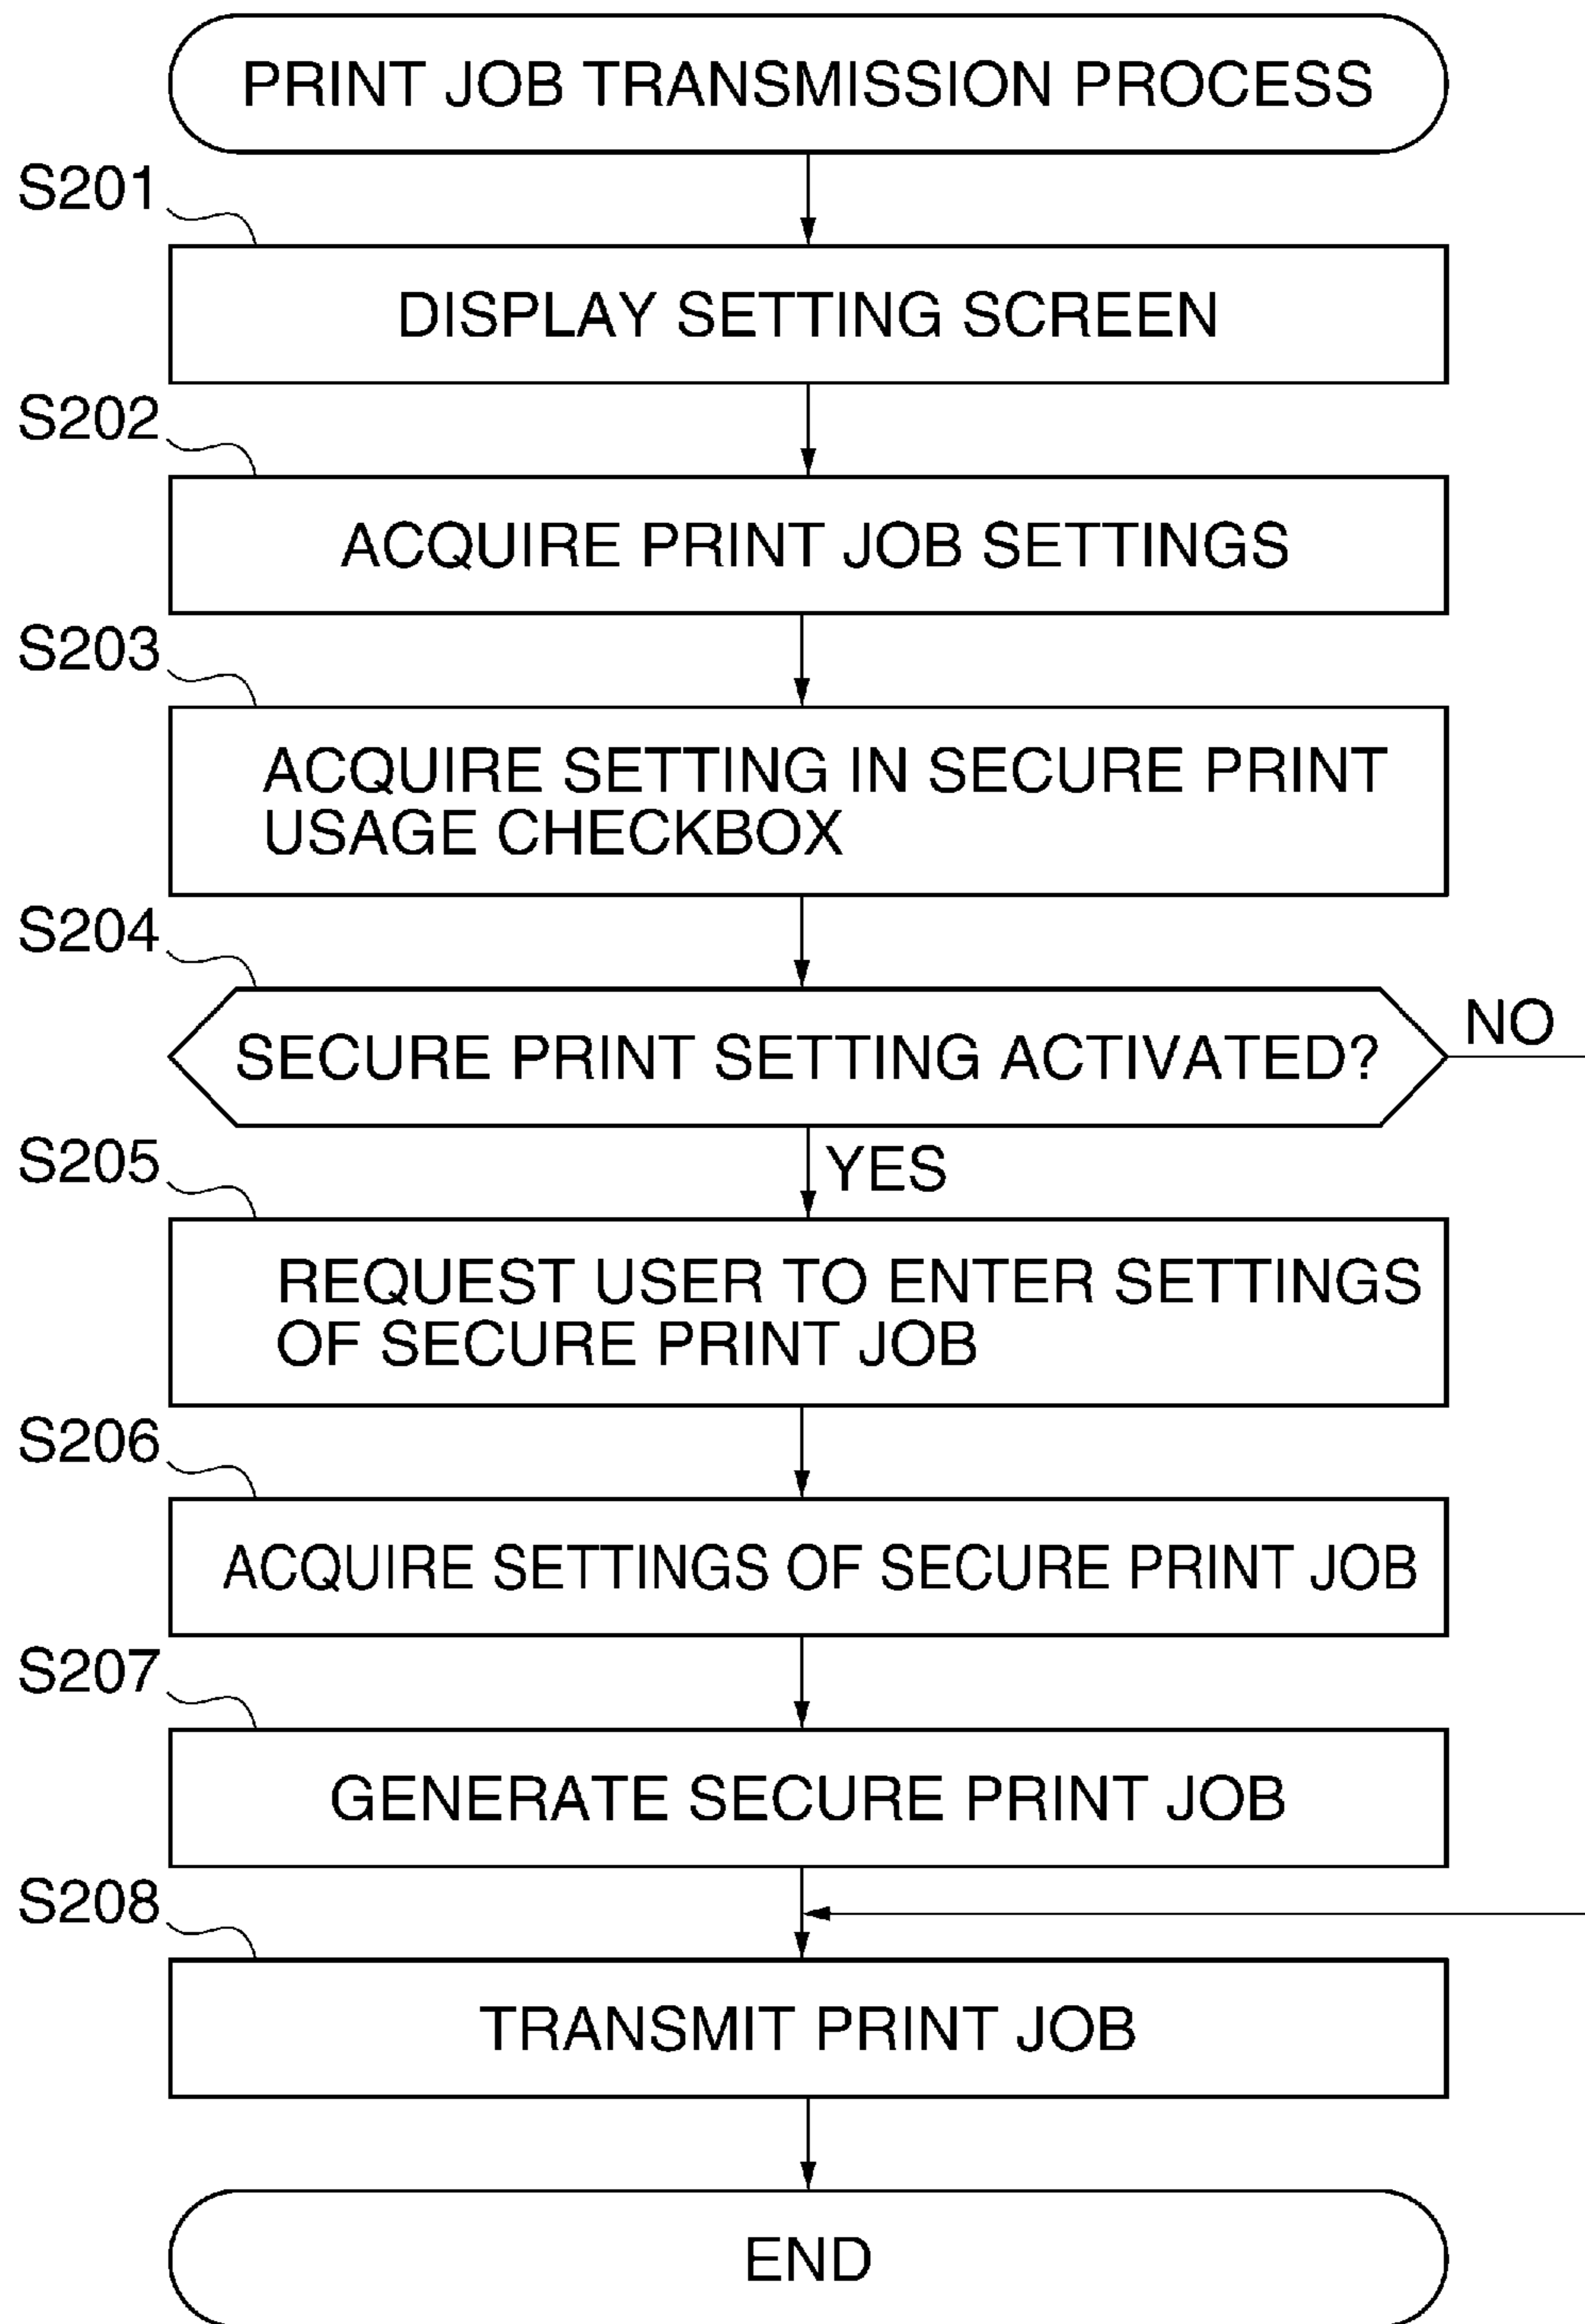 PRINT JOB TRANSMISSION PROCESS
S201
DISPLAY SETTING SCREEN
S202
ACQUIRE PRINT JOB SETTINGS
S203
ACQUIRE SETTING IN SECURE PRINT
USAGE CHECKBOX
S204
SECURE PRINT SETTING ACTIVATED?
NO
YES
S205
REQUEST USER TO ENTER SETTINGS
OF SECURE PRINT JOB
S206
ACQUIRE SETTINGS OF SECURE PRINT JOB
S207
GENERATE SECURE PRINT JOB
S208
TRANSMIT PRINT JOB
END